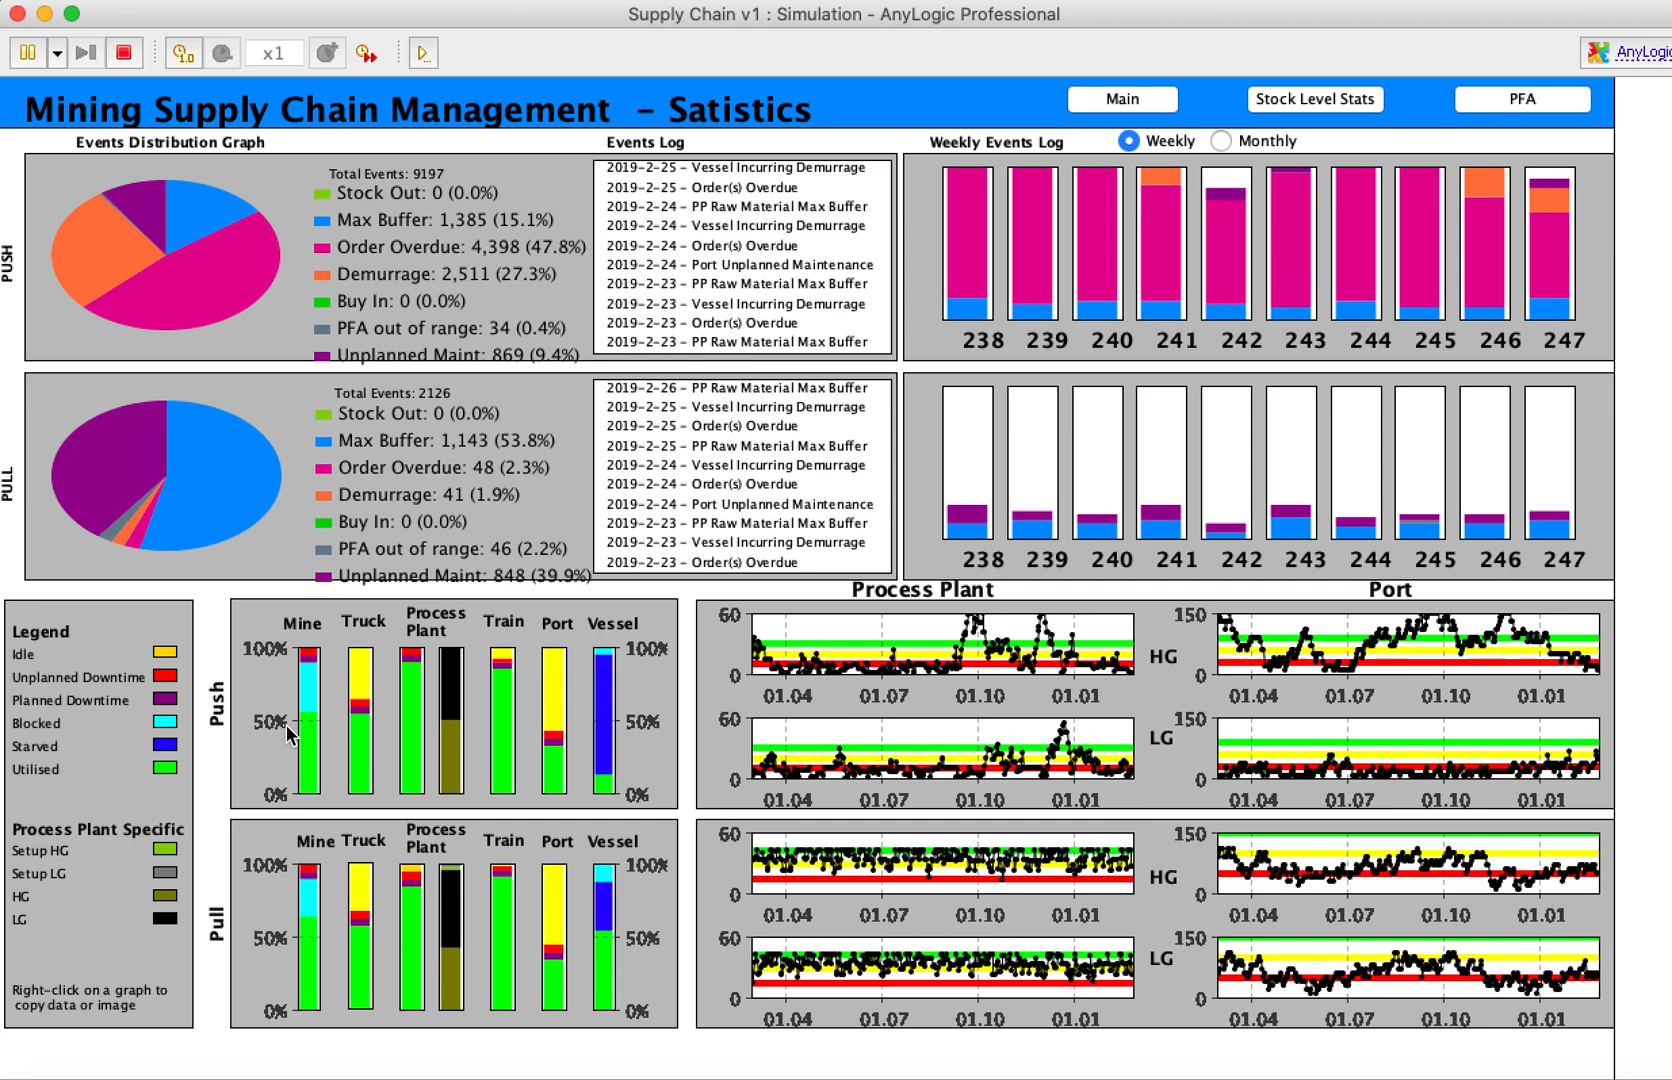 Supply Chain v1 : Simulation - AnyLogic Professional
1.0
x1
AnyLogic
Mining Supply Chain Management - Satistics
Main
Stock Level Stats
PFA
Events Distribution Graph
Events Log
Weekly Events Log
Weekly
Monthly
PUSH
Total Events: 9197
Stock Out: 0 (0.0%)
Max Buffer: 1,385 (15.1%)
Order Overdue: 4,398 (47.8%)
Demurrage: 2,511 (27.3%)
Buy In: 0 (0.0%)
PFA out of range: 34 (0.4%)
Unplanned Maint: 869 (9.4%)
2019-2-25 - Vessel Incurring Demurrage
2019-2-25 - Order(s) Overdue
2019-2-24 - PP Raw Material Max Buffer
2019-2-24 - Vessel Incurring Demurrage
2019-2-24 - Order(s) Overdue
2019-2-24 - Port Unplanned Maintenance
2019-2-23 - PP Raw Material Max Buffer
2019-2-23 - Vessel Incurring Demurrage
2019-2-23 - Order(s) Overdue
2019-2-23 - PP Raw Material Max Buffer
238 239 240 241 242 243 244 245 246 247
PULL
Total Events: 2126
Stock Out: 0 (0.0%)
Max Buffer: 1,143 (53.8%)
Order Overdue: 48 (2.3%)
Demurrage: 41 (1.9%)
Buy In: 0 (0.0%)
PFA out of range: 46 (2.2%)
Unplanned Maint: 848 (39.9%)
2019-2-26 - PP Raw Material Max Buffer
2019-2-25 - Vessel Incurring Demurrage
2019-2-25 - Order(s) Overdue
2019-2-25 - PP Raw Material Max Buffer
2019-2-24 - Vessel Incurring Demurrage
2019-2-24 - Order(s) Overdue
2019-2-24 - Port Unplanned Maintenance
2019-2-23 - PP Raw Material Max Buffer
2019-2-23 - Vessel Incurring Demurrage
2019-2-23 - Order(s) Overdue
238 239 240 241 242 243 244 245 246 247
Legend
Idle
Unplanned Downtime
Planned Downtime
Blocked
Starved
Utilised
Process Plant Specific
Setup HG
Setup LG
HG
LG
Right-click on a graph to
copy data or image
Push
Mine Truck Process Plant Train Port Vessel
100% 100%
50% 50%
0% 0%
Pull
Mine Truck Process Plant Train Port Vessel
100% 100%
50% 50%
0% 0%
Process Plant
Port
60
0
01.04 01.07 01.10 01.01
HG
150
0
01.04 01.07 01.10 01.01
60
0
01.04 01.07 01.10 01.01
LG
150
0
01.04 01.07 01.10 01.01
60
0
01.04 01.07 01.10 01.01
HG
150
0
01.04 01.07 01.10 01.01
60
0
01.04 01.07 01.10 01.01
LG
150
0
01.04 01.07 01.10 01.01